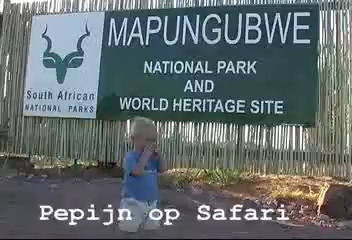 MAPUNGUBWE
NATIONAL PARK
AND
WORLD HERITAGE SITE
South African
NATIONAL PARKS
Pepijn op Safari